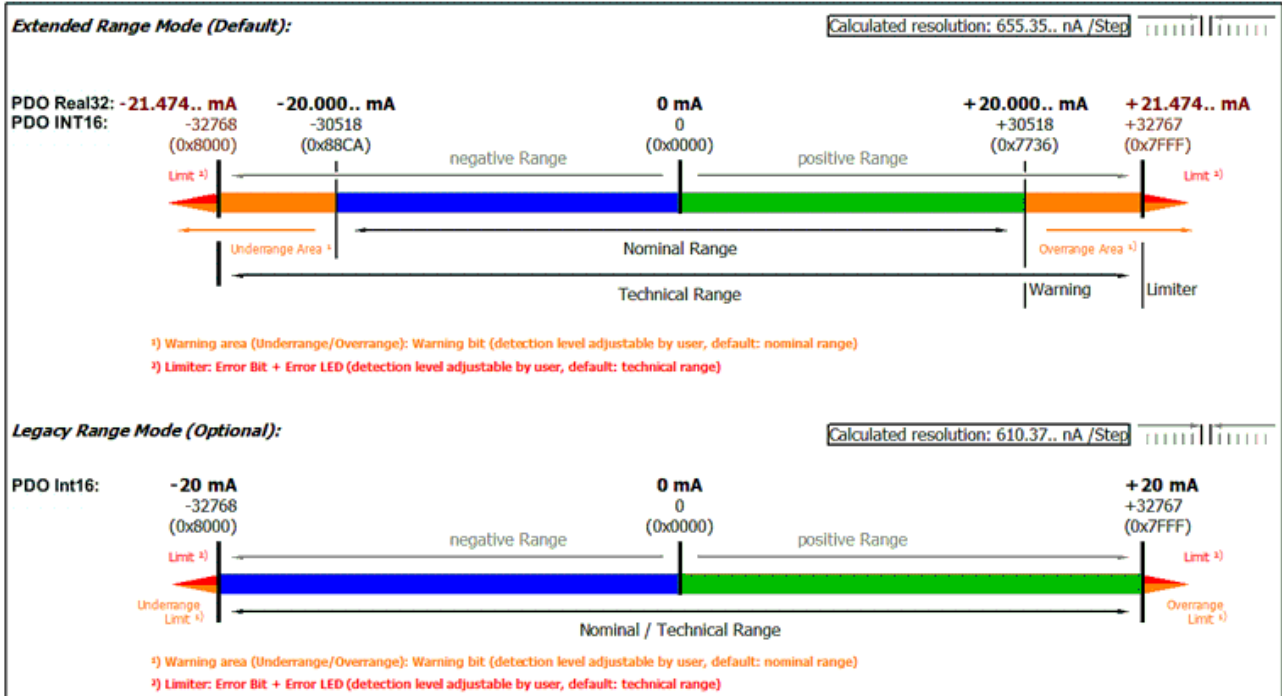 Extended Range Mode (Default):
Calculated resolution: 655.35.. nA /Step
PDO Real32: -21.474.. mA -20.000.. mA 0 mA +20.000.. mA +21.474.. mA
PDO INT16: -32768 -30518 0 +30518 +32767
(0x8000) (0x88CA) (0x0000) (0x7736) (0x7FFF)
negative Range positive Range
Limit ²⁾ Limit ²⁾
Underrange Area ¹ Nominal Range Overrange Area ¹⁾
Technical Range Warning Limiter
¹) Warning area (Underrange/Overrange): Warning bit (detection level adjustable by user, default: nominal range)
²) Limiter: Error Bit + Error LED (detection level adjustable by user, default: technical range)
Legacy Range Mode (Optional):
Calculated resolution: 610.37.. nA /Step
PDO Int16: -20 mA 0 mA +20 mA
-32768 0 +32767
(0x8000) (0x0000) (0x7FFF)
negative Range positive Range
Limit ²⁾ Limit ²⁾
Underrange Overrange
Limit ¹⁾ Limit ¹⁾
Nominal / Technical Range
¹) Warning area (Underrange/Overrange): Warning bit (detection level adjustable by user, default: nominal range)
²) Limiter: Error Bit + Error LED (detection level adjustable by user, default: technical range)